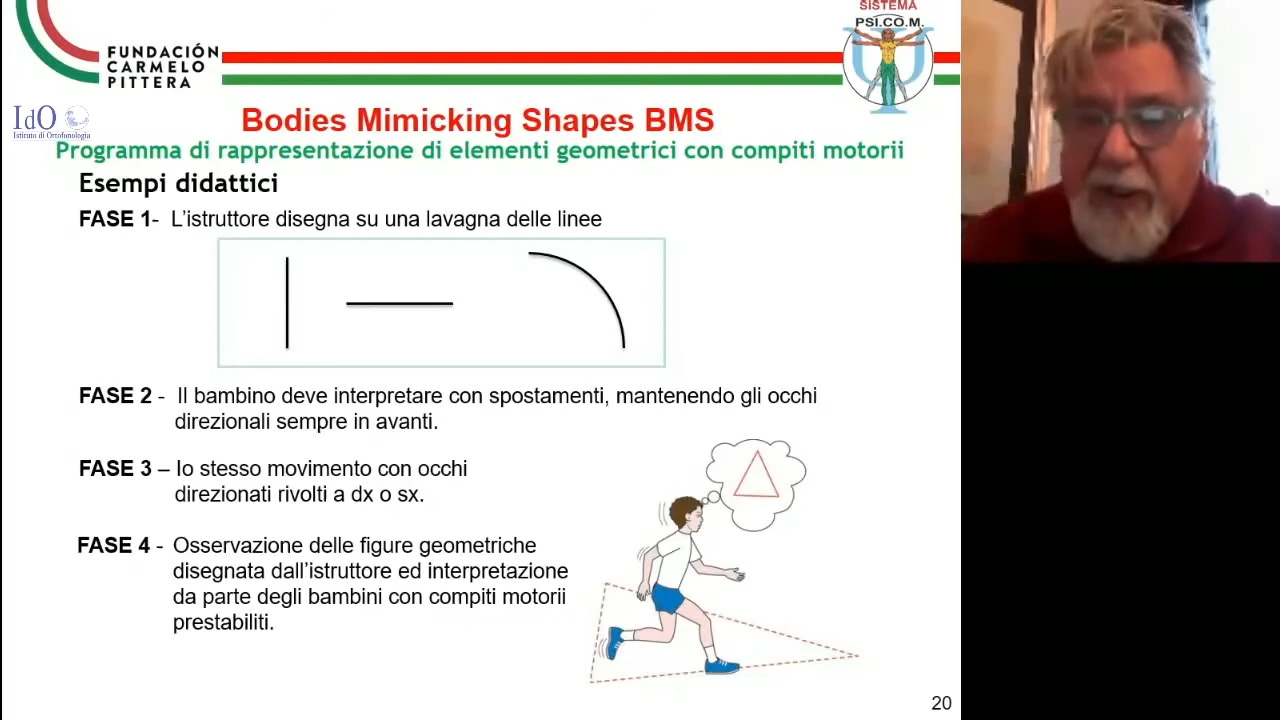 SISTEMA
PSI.CO.M.
FUNDACIÓN
CARMELO
PITTERA
IdO
Istituto di Ortofonologia
Bodies Mimicking Shapes BMS
Programma di rappresentazione di elementi geometrici con compiti motorii
Esempi didattici
FASE 1- L’istruttore disegna su una lavagna delle linee
FASE 2 - Il bambino deve interpretare con spostamenti, mantenendo gli occhi
direzionali sempre in avanti.
FASE 3 – lo stesso movimento con occhi
direzionati rivolti a dx o sx.
FASE 4 - Osservazione delle figure geometriche
disegnata dall’istruttore ed interpretazione
da parte degli bambini con compiti motorii
prestabiliti.
20